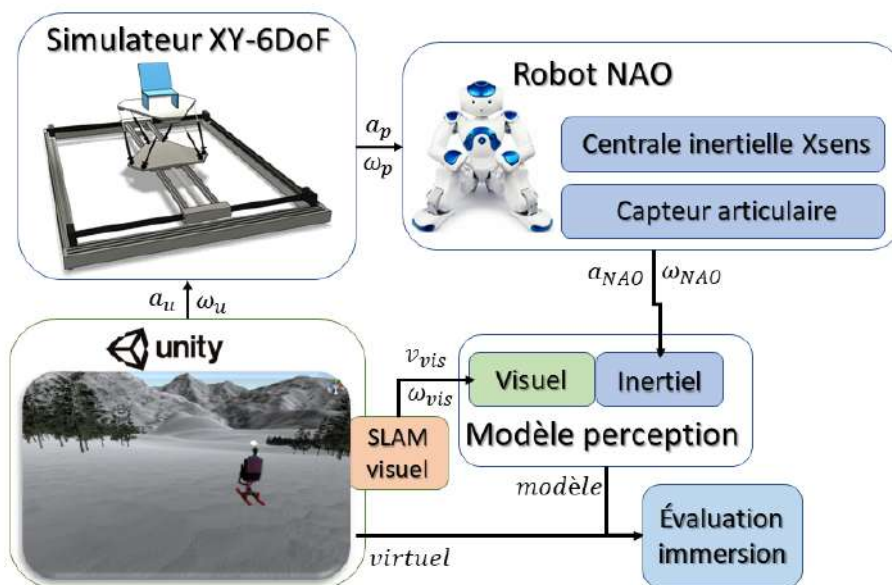 Simulateur XY-6DoF
a_p
ω_p
Robot NAO
Centrale inertielle Xsens
Capteur articulaire
a_NAO ω_NAO
a_u ω_u
unity
v_vis
ω_vis
SLAM
visuel
Visuel
Inertiel
Modèle perception
modèle
virtuel
Évaluation
immersion